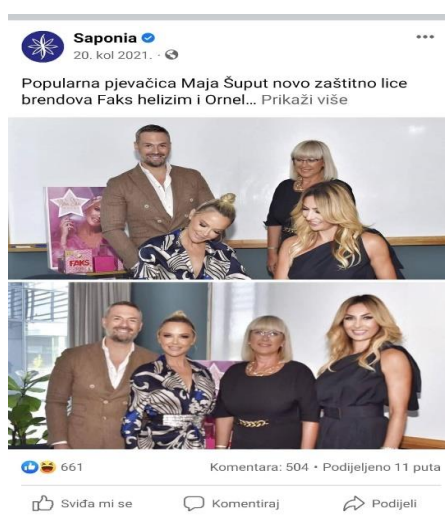 Saponia
20. kol 2021. ·
Popularna pjevačica Maja Šuput novo zaštitno lice
brendova Faks helizim i Ornel... Prikaži više
FAKS
661
Komentara: 504 • Podijeljeno 11 puta
Sviđa mi se
Komentiraj
Podijeli